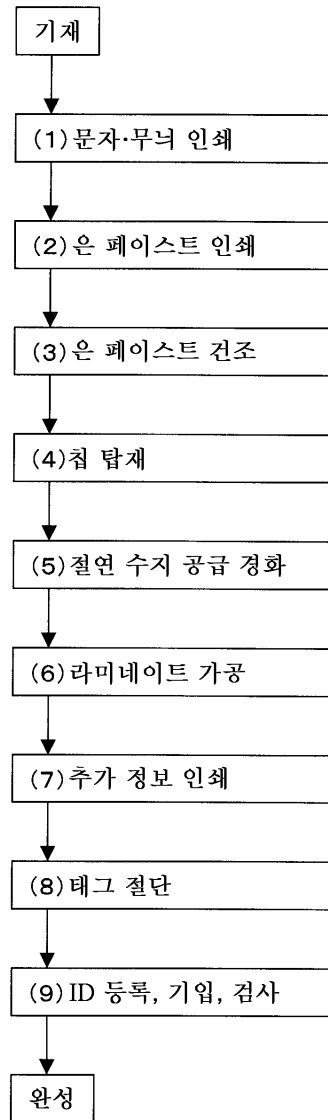 기재
(1)문자·무늬 인쇄
(2)은 페이스트 인쇄
(3)은 페이스트 건조
(4)칩 탑재
(5)절연 수지 공급 경화
(6)라미네이트 가공
(7)추가 정보 인쇄
(8)태그 절단
(9)ID 등록, 기입, 검사
완성